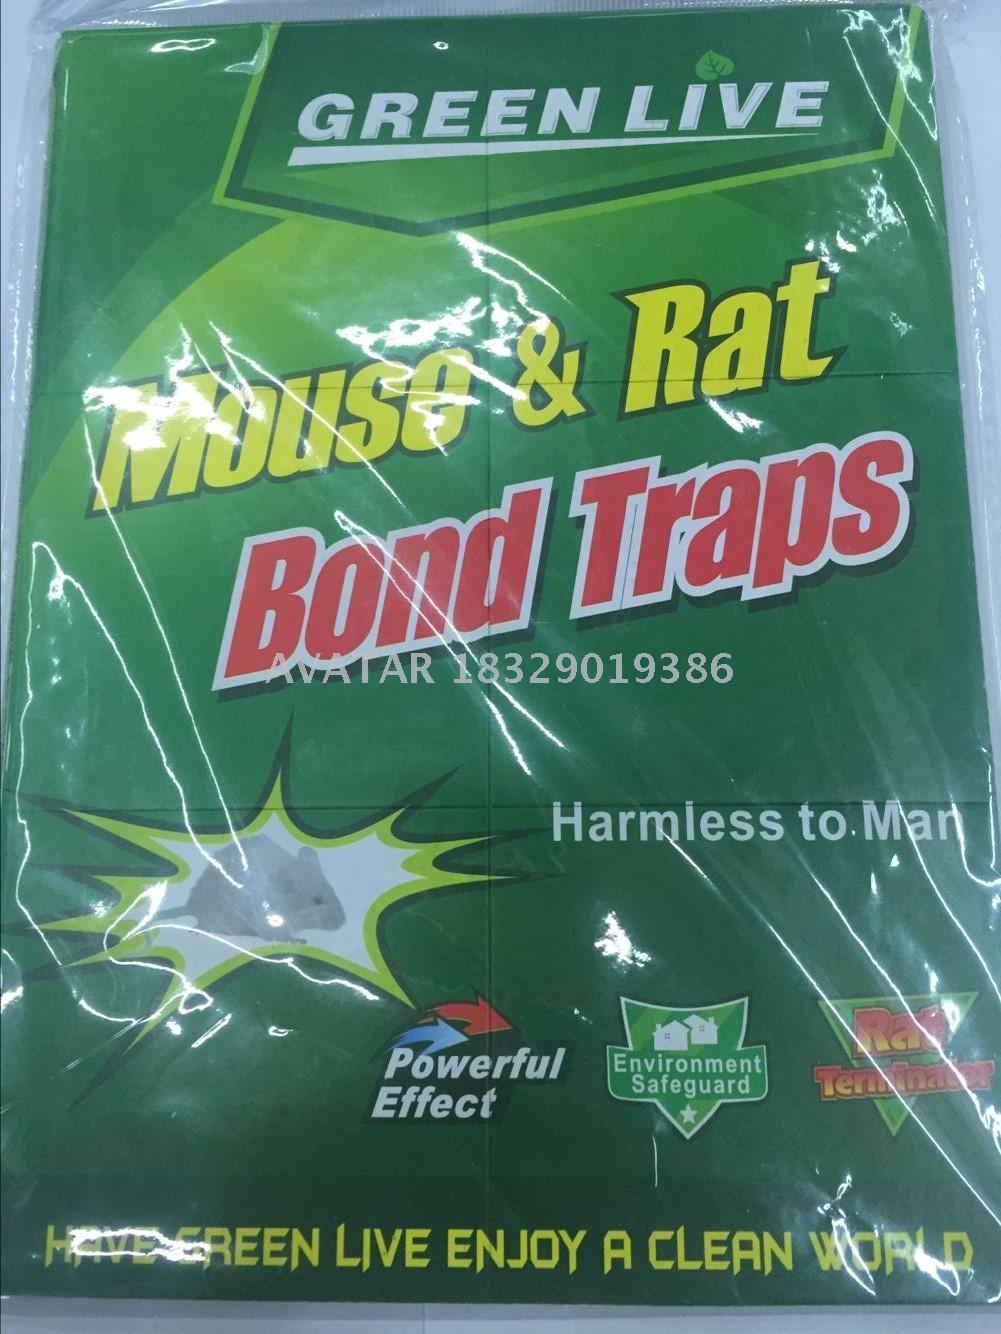 GREEN LIVE
Mouse & Rat
Bond Traps
AVATAR 18329019386
Harmless to Man
Powerful
Effect
Environment
Safeguard
Rat
Terminator
HAVE GREEN LIVE ENJOY A CLEAN WORLD